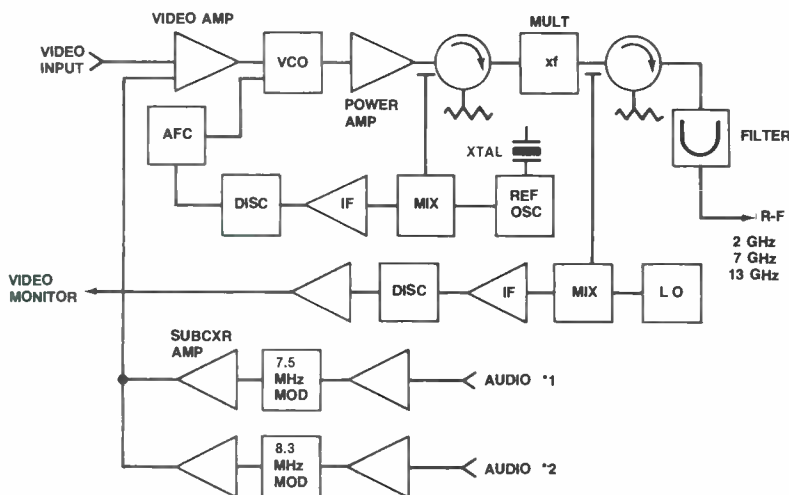 VIDEO AMP
MULT
VIDEO
INPUT
VCO
xf
POWER
AMP
FILTER
AFC
XTAL
DISC
IF
MIX
REF
OSC
R-F
2 GHz
7 GHz
13 GHz
VIDEO
MONITOR
DISC
IF
MIX
L O
SUBCXR
AMP
7.5
MHz
MOD
AUDIO *1
8.3
MHz
MOD
AUDIO *2